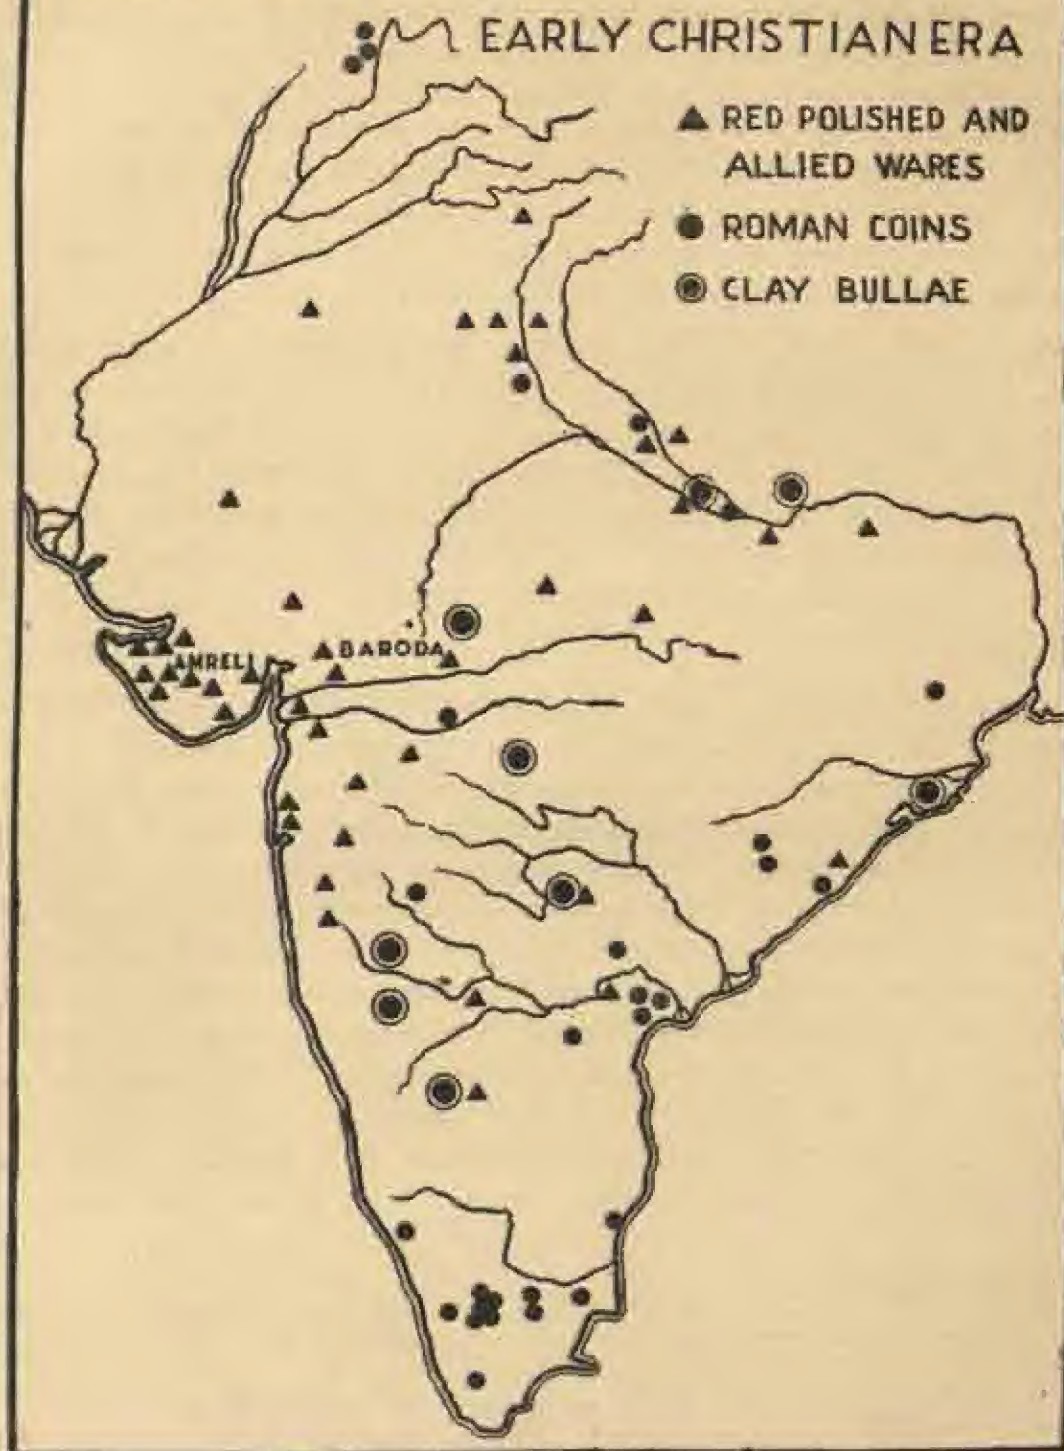 EARLY CHRISTIAN ERA
RED POLISHED AND
ALLIED WARES
ROMAN COINS
CLAY BULLAE
BARODA
AMRELI